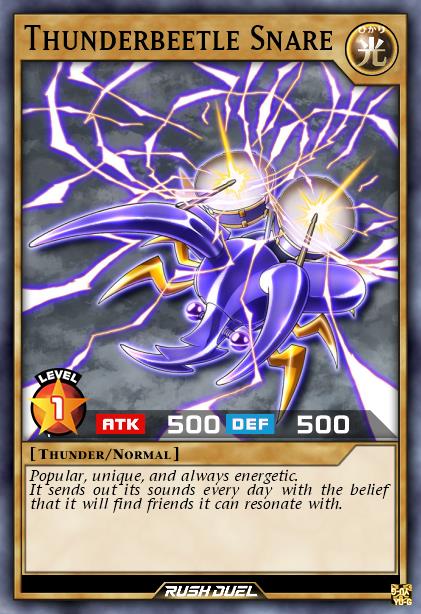 Thunderbeetle Snare
ひかり
光
LEVEL
1
ATK 500 DEF 500
[Thunder/Normal]
Popular, unique, and always energetic.
It sends out its sounds every day with the belief
that it will find friends it can resonate with.
RUSH DUEL